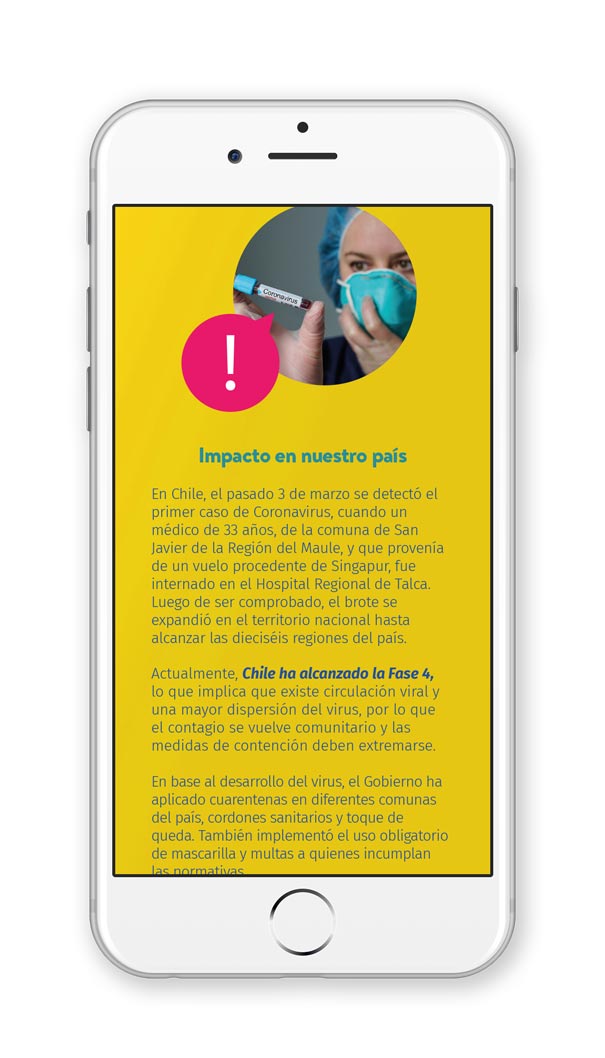 Coronavirus
!
Impacto en nuestro país
En Chile, el pasado 3 de marzo se detectó el
primer caso de Coronavirus, cuando un
médico de 33 años, de la comuna de San
Javier de la Región del Maule, y que provenía
de un vuelo procedente de Singapur, fue
internado en el Hospital Regional de Talca.
Luego de ser comprobado, el brote se
expandió en el territorio nacional hasta
alcanzar las dieciséis regiones del país.
Actualmente, Chile ha alcanzado la Fase 4,
lo que implica que existe circulación viral y
una mayor dispersión del virus, por lo que
el contagio se vuelve comunitario y las
medidas de contención deben extremarse.
En base al desarrollo del virus, el Gobierno ha
aplicado cuarentenas en diferentes comunas
del país, cordones sanitarios y toque de
queda. También implementó el uso obligatorio
de mascarilla y multas a quienes incumplan
las normativas